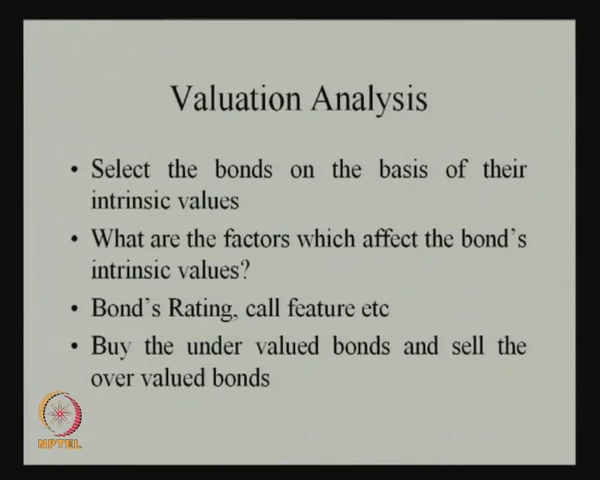 Valuation Analysis
• Select the bonds on the basis of their
intrinsic values
• What are the factors which affect the bond's
intrinsic values?
• Bond's Rating, call feature etc
• Buy the under valued bonds and sell the
over valued bonds
NPTEL